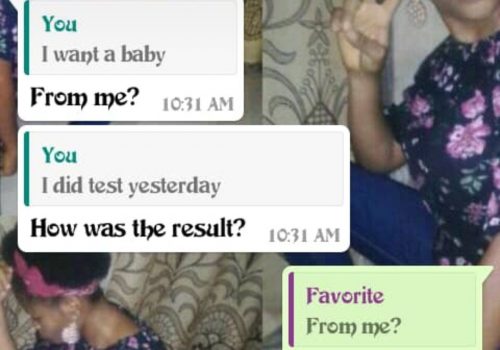 You
I want a baby
From me?
10:31 AM
You
I did test yesterday
How was the result?
10:31 AM
Favorite
From me?